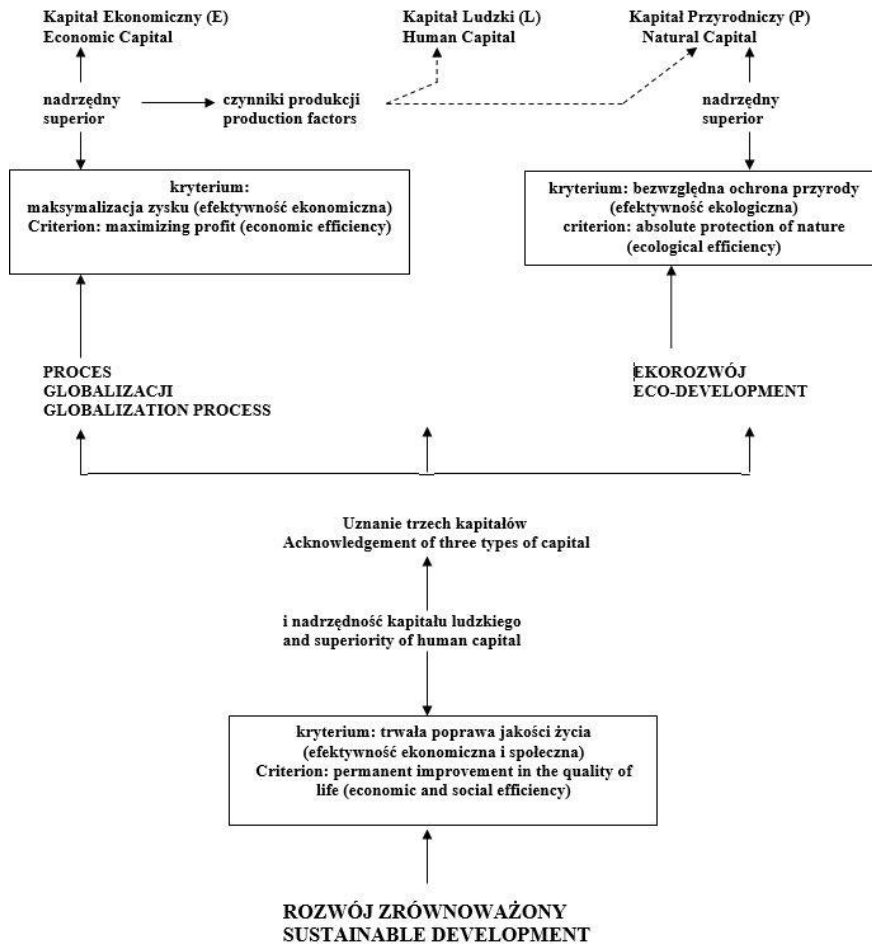 Kapitał Ekonomiczny (E)
Economic Capital
Kapitał Ludzki (L)
Human Capital
Kapitał Przyrodniczy (P)
Natural Capital
nadrzędny
superior
czynniki produkcji
production factors
nadrzędny
superior
kryterium:
maksymalizacja zysku (efektywność ekonomiczna)
Criterion: maximizing profit (economic efficiency)
kryterium: bezwzględna ochrona przyrody
(efektywność ekologiczna)
criterion: absolute protection of nature
(ecological efficiency)
PROCES
GLOBALIZACJI
GLOBALIZATION PROCESS
EKOROZWÓJ
ECO-DEVELOPMENT
Uznanie trzech kapitałów
Acknowledgement of three types of capital
i nadrzędność kapitału ludzkiego
and superiority of human capital
kryterium: trwała poprawa jakości życia
(efektywność ekonomiczna i społeczna)
Criterion: permanent improvement in the quality of
life (economic and social efficiency)
ROZWÓJ ZRÓWNOWAŻONY
SUSTAINABLE DEVELOPMENT